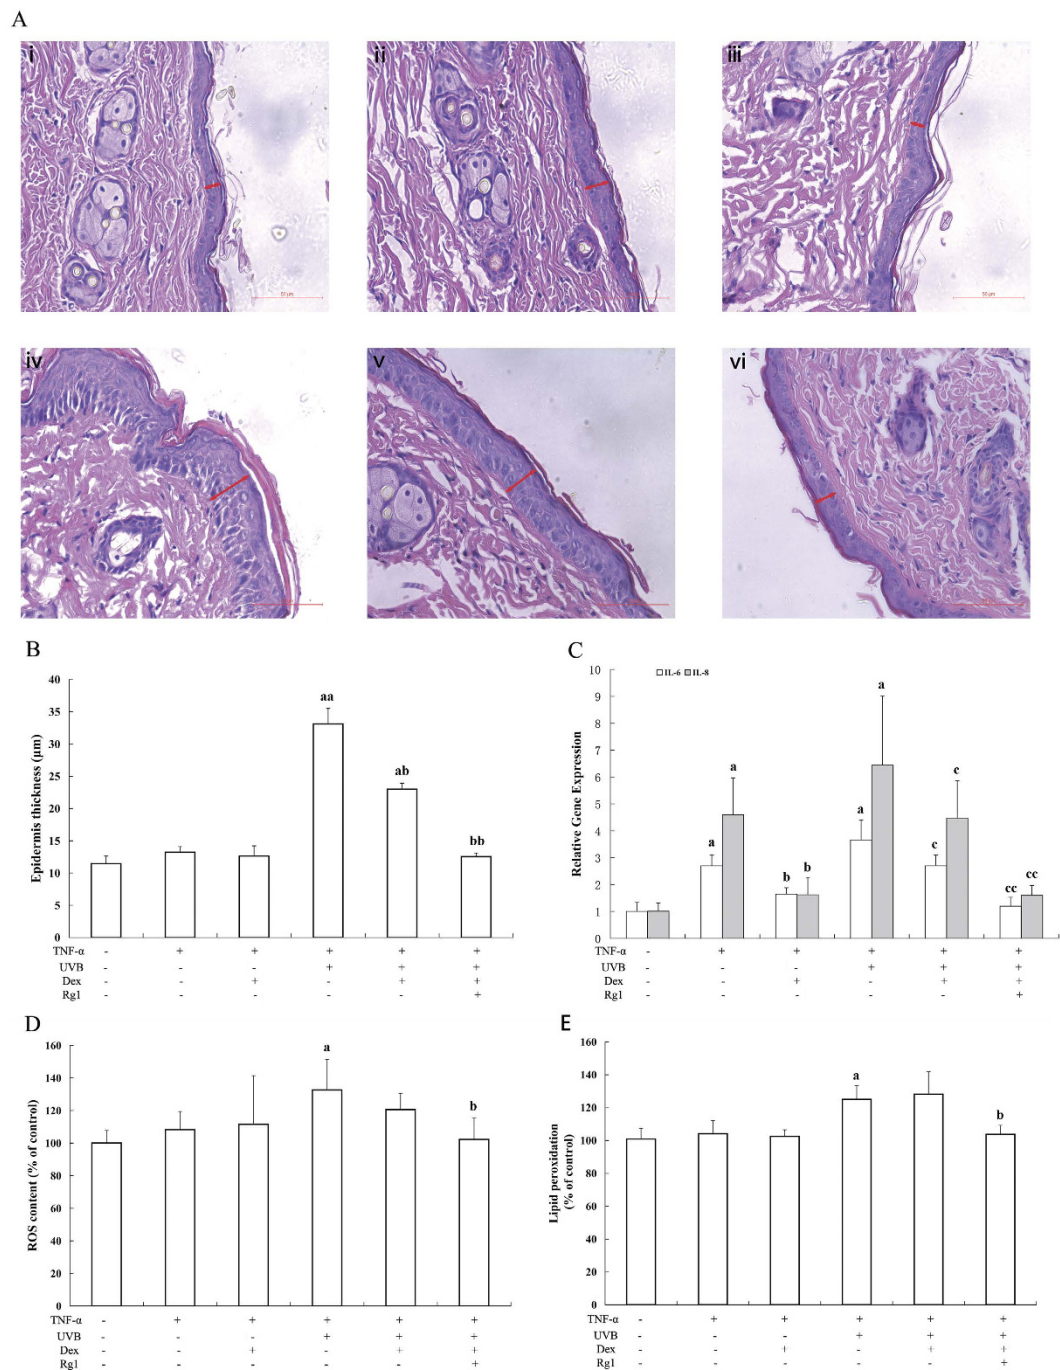 A
i
ii
iii
50 µm
50 µm
iv
v
vi
B
Epidermis thickness (µm)
40
35
30
25
20
15
10
5
0
aa
ab
bb
TNF-α - + + + + +
UVB - - - + + +
Dex - - + - + +
Rg1 - - - - - +
C
Relative Gene Expression
10
9
8
7
6
5
4
3
2
1
0
IL-6 IL-8
a
a
b b
a
a
c
c
cc cc
TNF-α - + + + + +
UVB - - - + + +
Dex - - + - + +
Rg1 - - - - - +
D
ROS content (% of control)
160
140
120
100
80
60
40
20
0
a
b
TNF-α - + + + + +
UVB - - - + + +
Dex - - + - + +
Rg1 - - - - - +
E
Lipid peroxidation
(% of control)
160
140
120
100
80
60
40
20
0
a
b
TNF-α - + + + + +
UVB - - - + + +
Dex - - + - + +
Rg1 - - - - - +